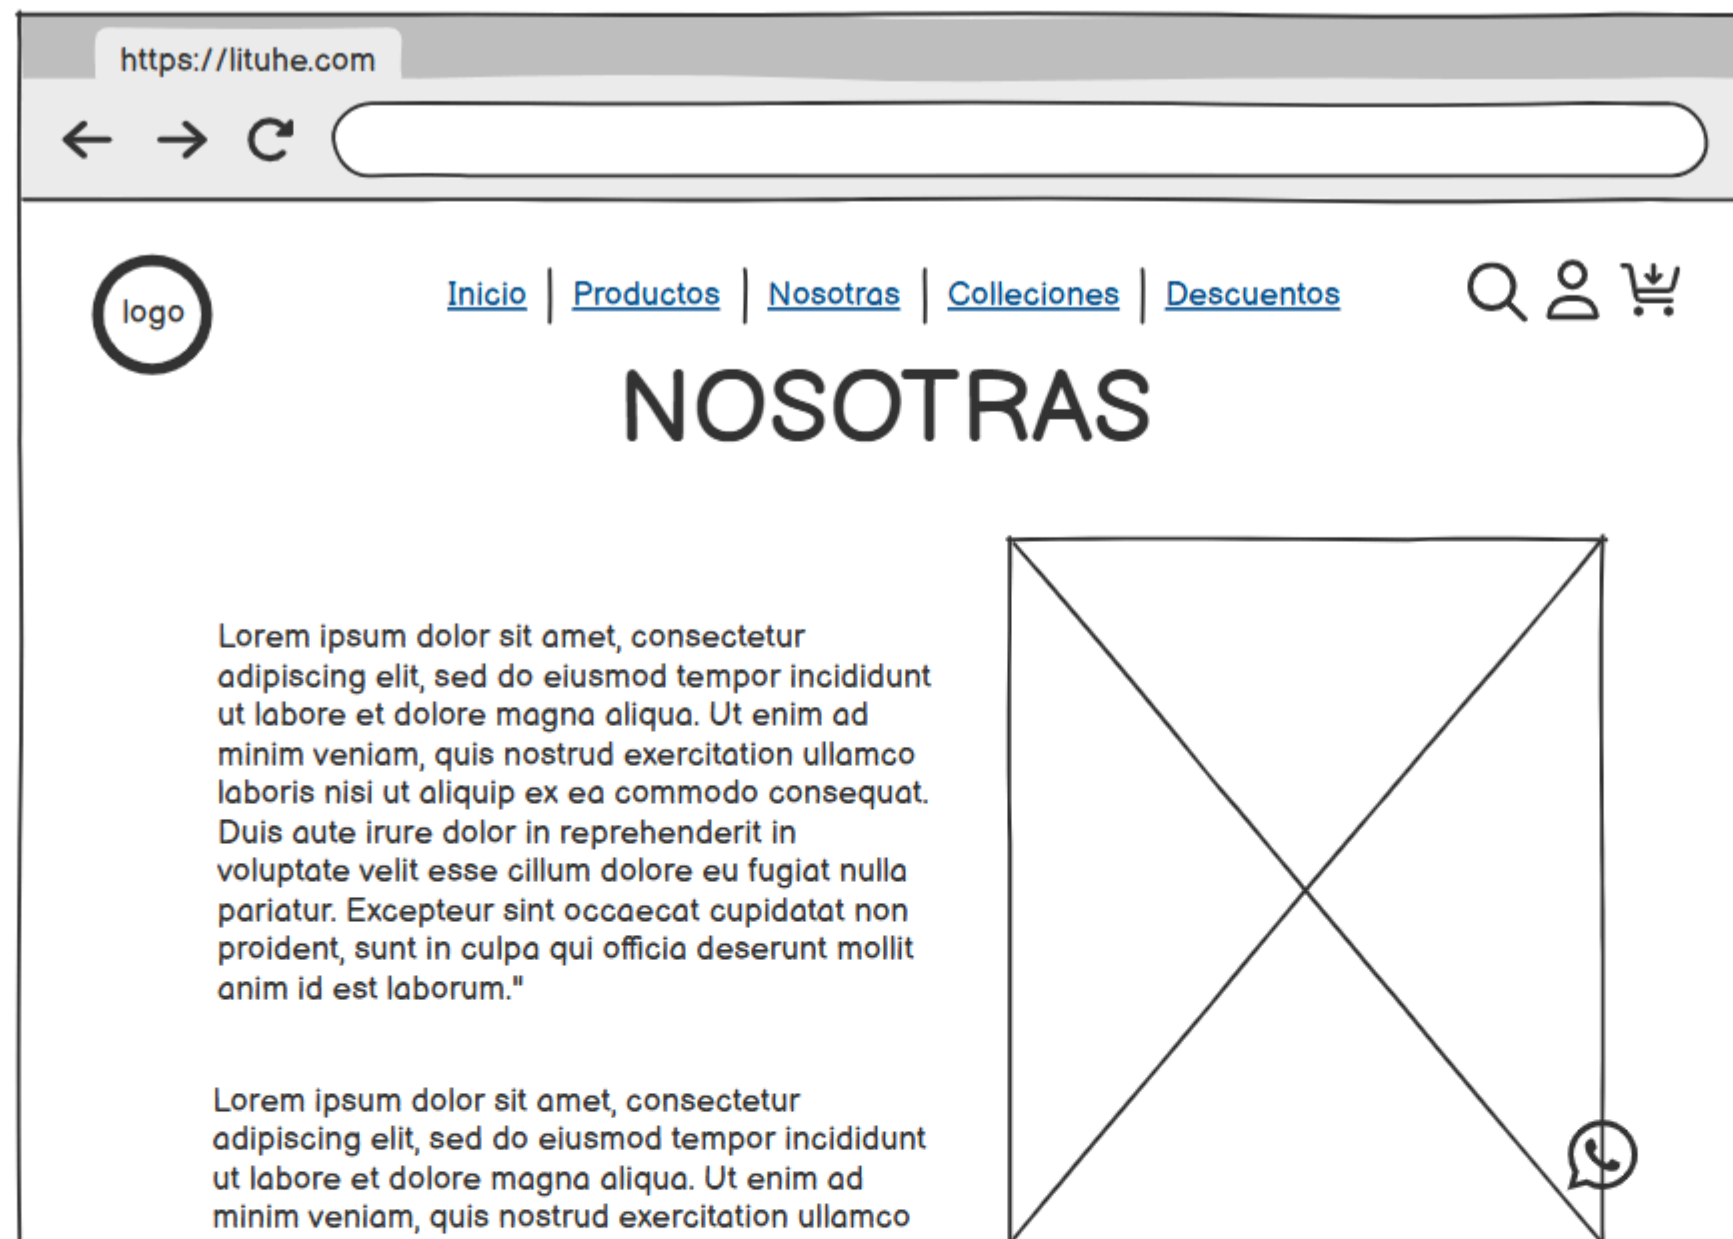 https://lituhe.com
logo
Inicio
Productos
Nosotras
Colleciones
Descuentos
NOSOTRAS
Lorem ipsum dolor sit amet, consectetur
adipiscing elit, sed do eiusmod tempor incididunt
ut labore et dolore magna aliqua. Ut enim ad
minim veniam, quis nostrud exercitation ullamco
laboris nisi ut aliquip ex ea commodo consequat.
Duis aute irure dolor in reprehenderit in
voluptate velit esse cillum dolore eu fugiat nulla
pariatur. Excepteur sint occaecat cupidatat non
proident, sunt in culpa qui officia deserunt mollit
anim id est laborum."
Lorem ipsum dolor sit amet, consectetur
adipiscing elit, sed do eiusmod tempor incididunt
ut labore et dolore magna aliqua. Ut enim ad
minim veniam, quis nostrud exercitation ullamco